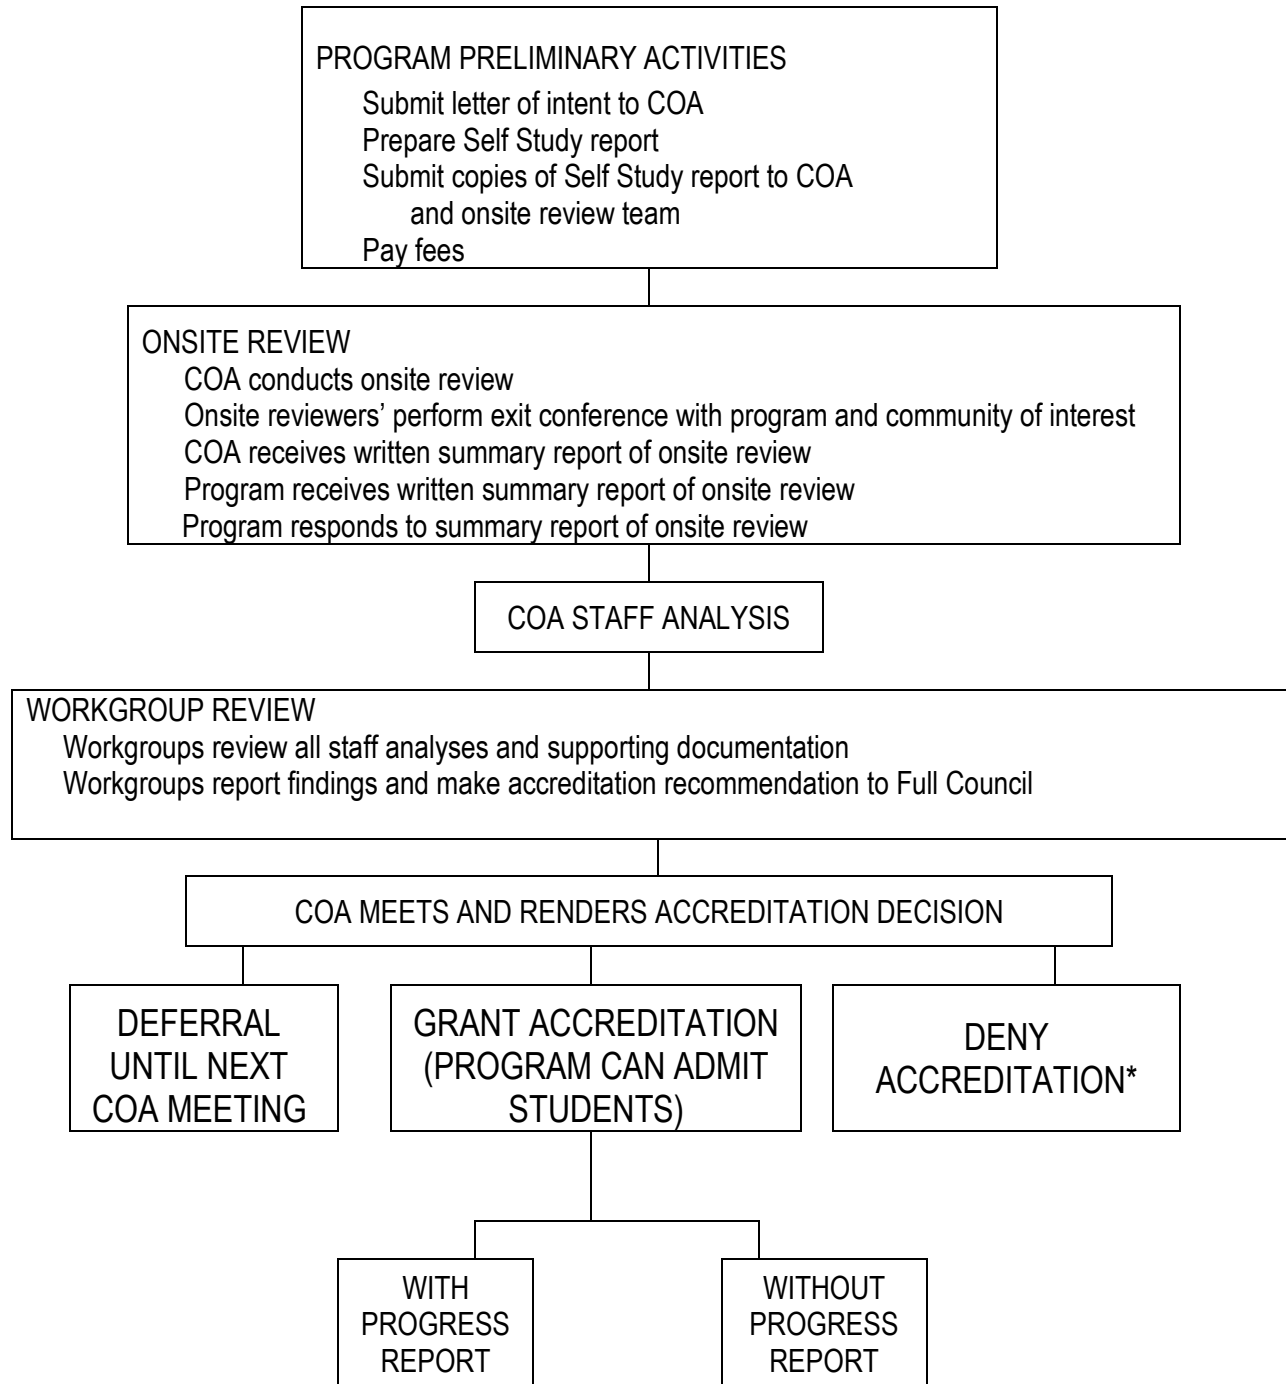 PROGRAM PRELIMINARY ACTIVITIES
Submit letter of intent to COA
Prepare Self Study report
Submit copies of Self Study report to COA
and onsite review team
Pay fees
ONSITE REVIEW
COA conducts onsite review
Onsite reviewers’ perform exit conference with program and community of interest
COA receives written summary report of onsite review
Program receives written summary report of onsite review
Program responds to summary report of onsite review
COA STAFF ANALYSIS
WORKGROUP REVIEW
Workgroups review all staff analyses and supporting documentation
Workgroups report findings and make accreditation recommendation to Full Council
COA MEETS AND RENDERS ACCREDITATION DECISION
DEFERRAL
UNTIL NEXT
COA MEETING
GRANT ACCREDITATION
(PROGRAM CAN ADMIT
STUDENTS)
DENY
ACCREDITATION*
WITH
PROGRESS
REPORT
WITHOUT
PROGRESS
REPORT